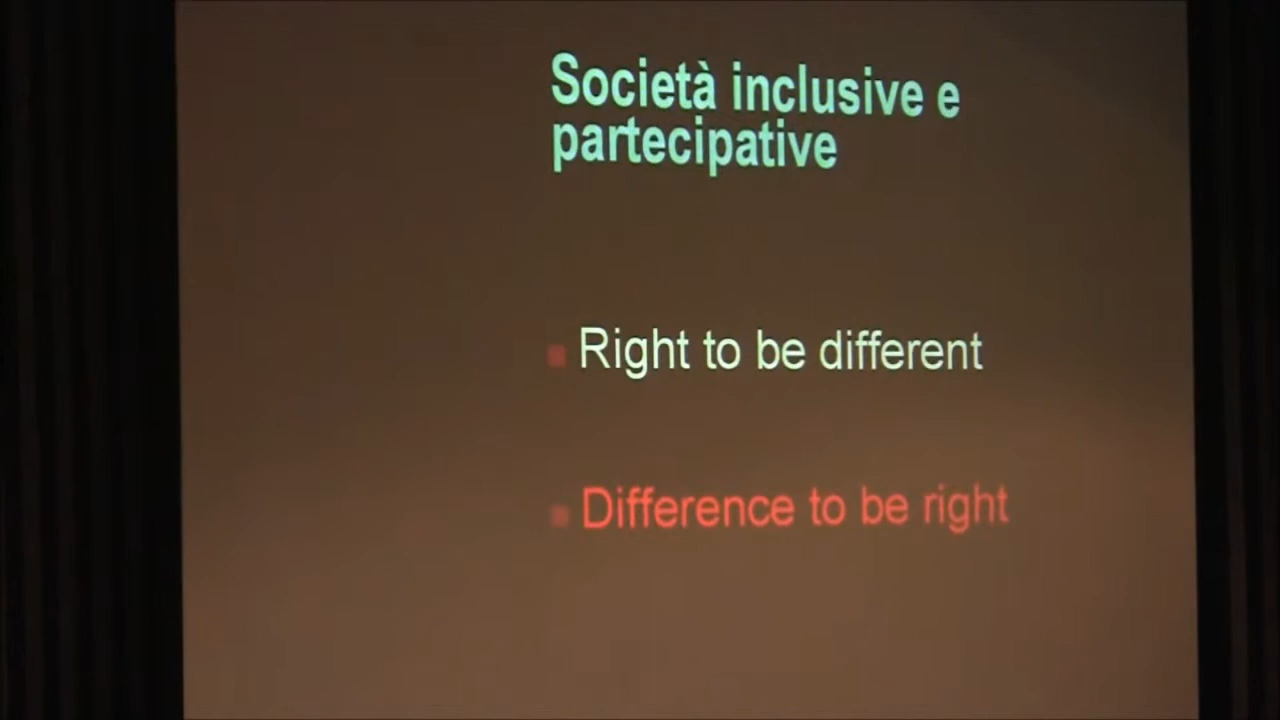 Società inclusive e
partecipative
Right to be different
Difference to be right